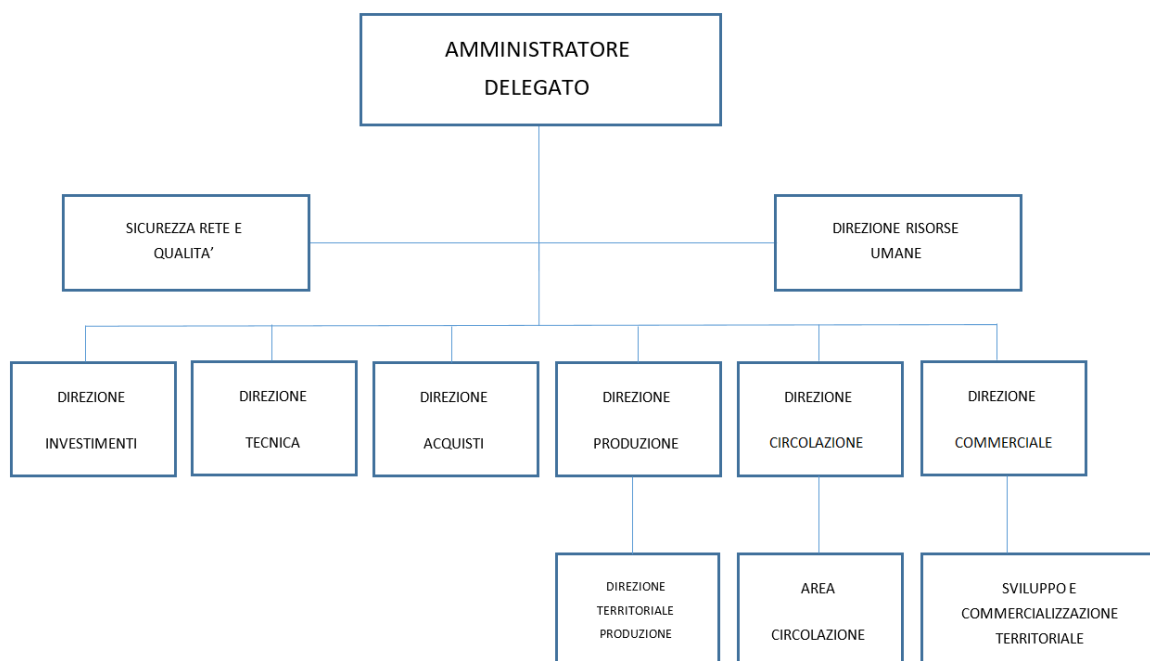 AMMINISTRATORE
DELEGATO
SICUREZZA RETE E
QUALITA’
DIREZIONE RISORSE
UMANE
DIREZIONE
INVESTIMENTI
DIREZIONE
TECNICA
DIREZIONE
ACQUISTI
DIREZIONE
PRODUZIONE
DIREZIONE
CIRCOLAZIONE
DIREZIONE
COMMERCIALE
DIREZIONE
TERRITORIALE
PRODUZIONE
AREA
CIRCOLAZIONE
SVILUPPO E
COMMERCIALIZZAZIONE
TERRITORIALE